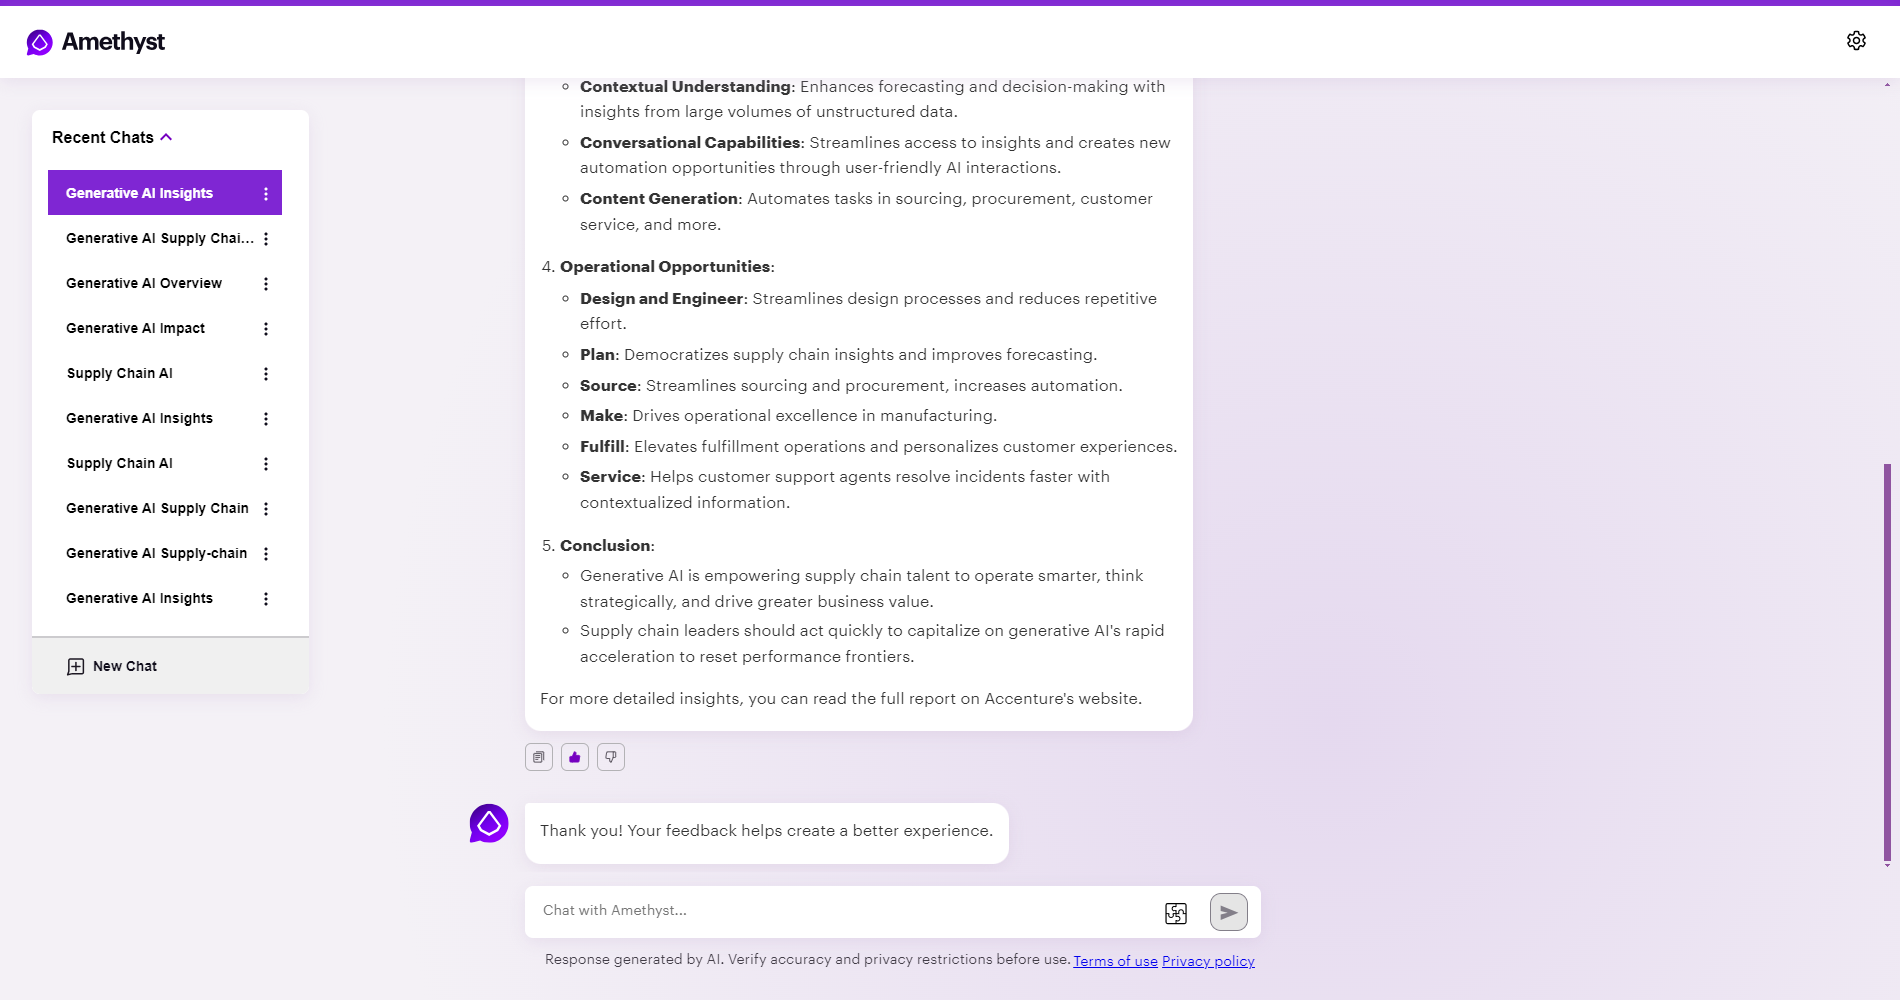 Amethyst
Recent Chats
Generative AI Insights
Generative AI Supply Chai...
Generative AI Overview
Generative AI Impact
Supply Chain AI
Generative AI Insights
Supply Chain AI
Generative AI Supply Chain
Generative AI Supply-chain
Generative AI Insights
New Chat
Contextual Understanding: Enhances forecasting and decision-making with
insights from large volumes of unstructured data.
Conversational Capabilities: Streamlines access to insights and creates new
automation opportunities through user-friendly AI interactions.
Content Generation: Automates tasks in sourcing, procurement, customer
service, and more.
4. Operational Opportunities:
Design and Engineer: Streamlines design processes and reduces repetitive
effort.
Plan: Democratizes supply chain insights and improves forecasting.
Source: Streamlines sourcing and procurement, increases automation.
Make: Drives operational excellence in manufacturing.
Fulfill: Elevates fulfillment operations and personalizes customer experiences.
Service: Helps customer support agents resolve incidents faster with
contextualized information.
5. Conclusion:
Generative AI is empowering supply chain talent to operate smarter, think
strategically, and drive greater business value.
Supply chain leaders should act quickly to capitalize on generative AI's rapid
acceleration to reset performance frontiers.
For more detailed insights, you can read the full report on Accenture's website.
Thank you! Your feedback helps create a better experience.
Chat with Amethyst...
Response generated by AI. Verify accuracy and privacy restrictions before use. Terms of use Privacy policy